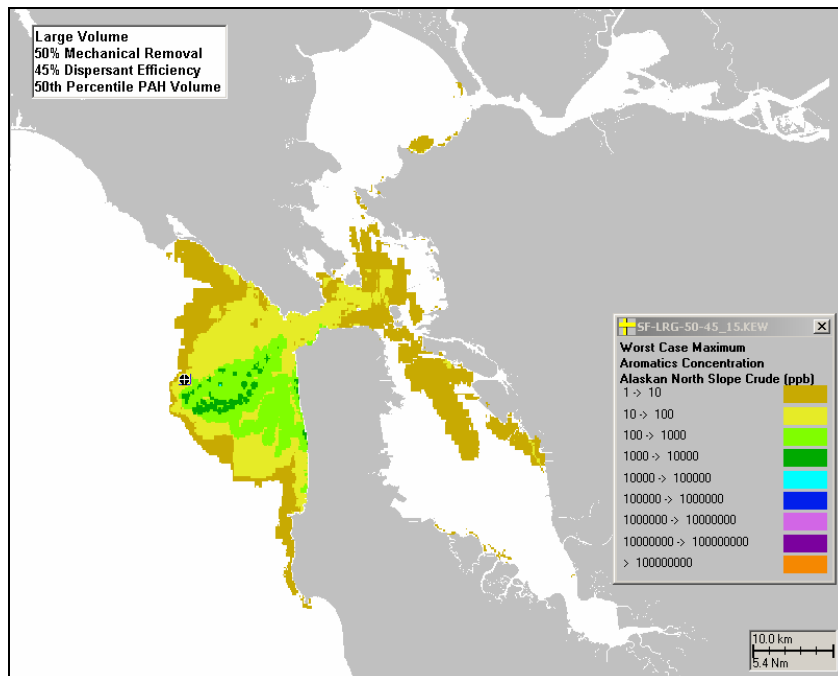 Large Volume
50% Mechanical Removal
45% Dispersant Efficiency
50th Percentile PAH Volume
SF-LRG-50-45_15.KEW
Worst Case Maximum
Aromatics Concentration
Alaskan North Slope Crude (ppb)
1 -> 10
10 -> 100
100 -> 1000
1000 -> 10000
10000 -> 100000
100000 -> 1000000
1000000 -> 10000000
10000000 -> 100000000
> 100000000
10.0 km
5.4 Nm